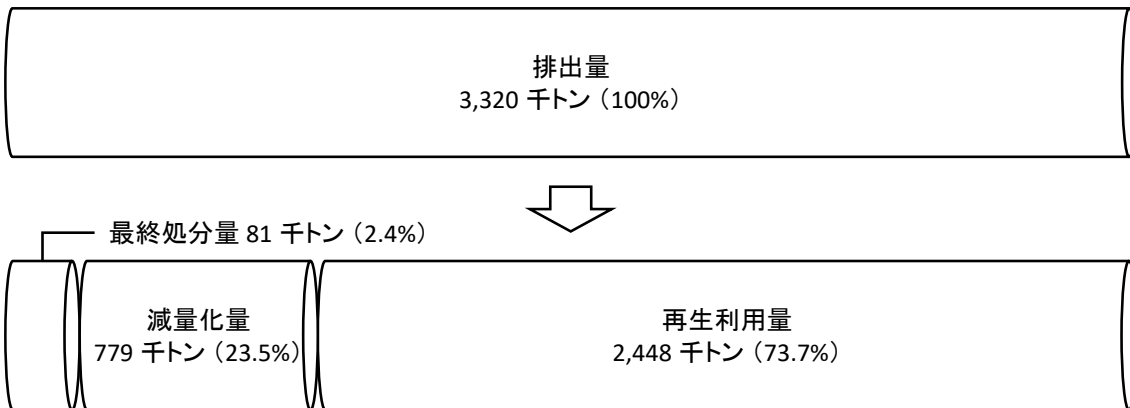 排出量
3,320 千トン（100%）
最終処分量 81 千トン（2.4%）
減量化量
779 千トン（23.5%）
再生利用量
2,448 千トン（73.7%）